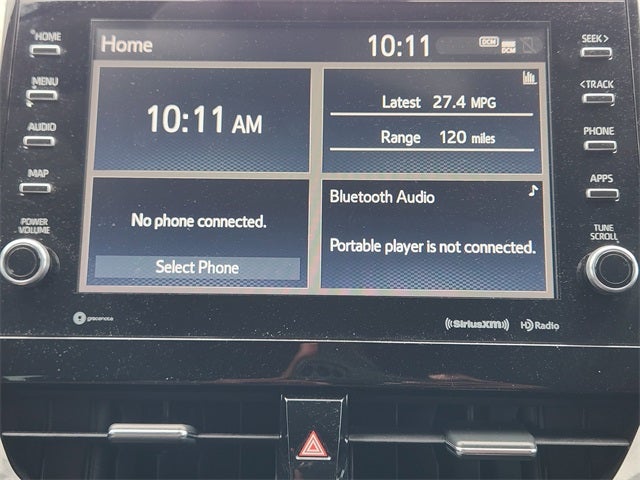 HOME
MENU
AUDIO
MAP
POWER
VOLUME
Home
10:11
DCM
DCM
10:11 AM
Latest 27.4 MPG
Range 120 miles
No phone connected.
Select Phone
Bluetooth Audio
Portable player is not connected.
SEEK >
< TRACK
PHONE
APPS
TUNE
SCROLL
gracenote
((SiriusXM))
HD Radio